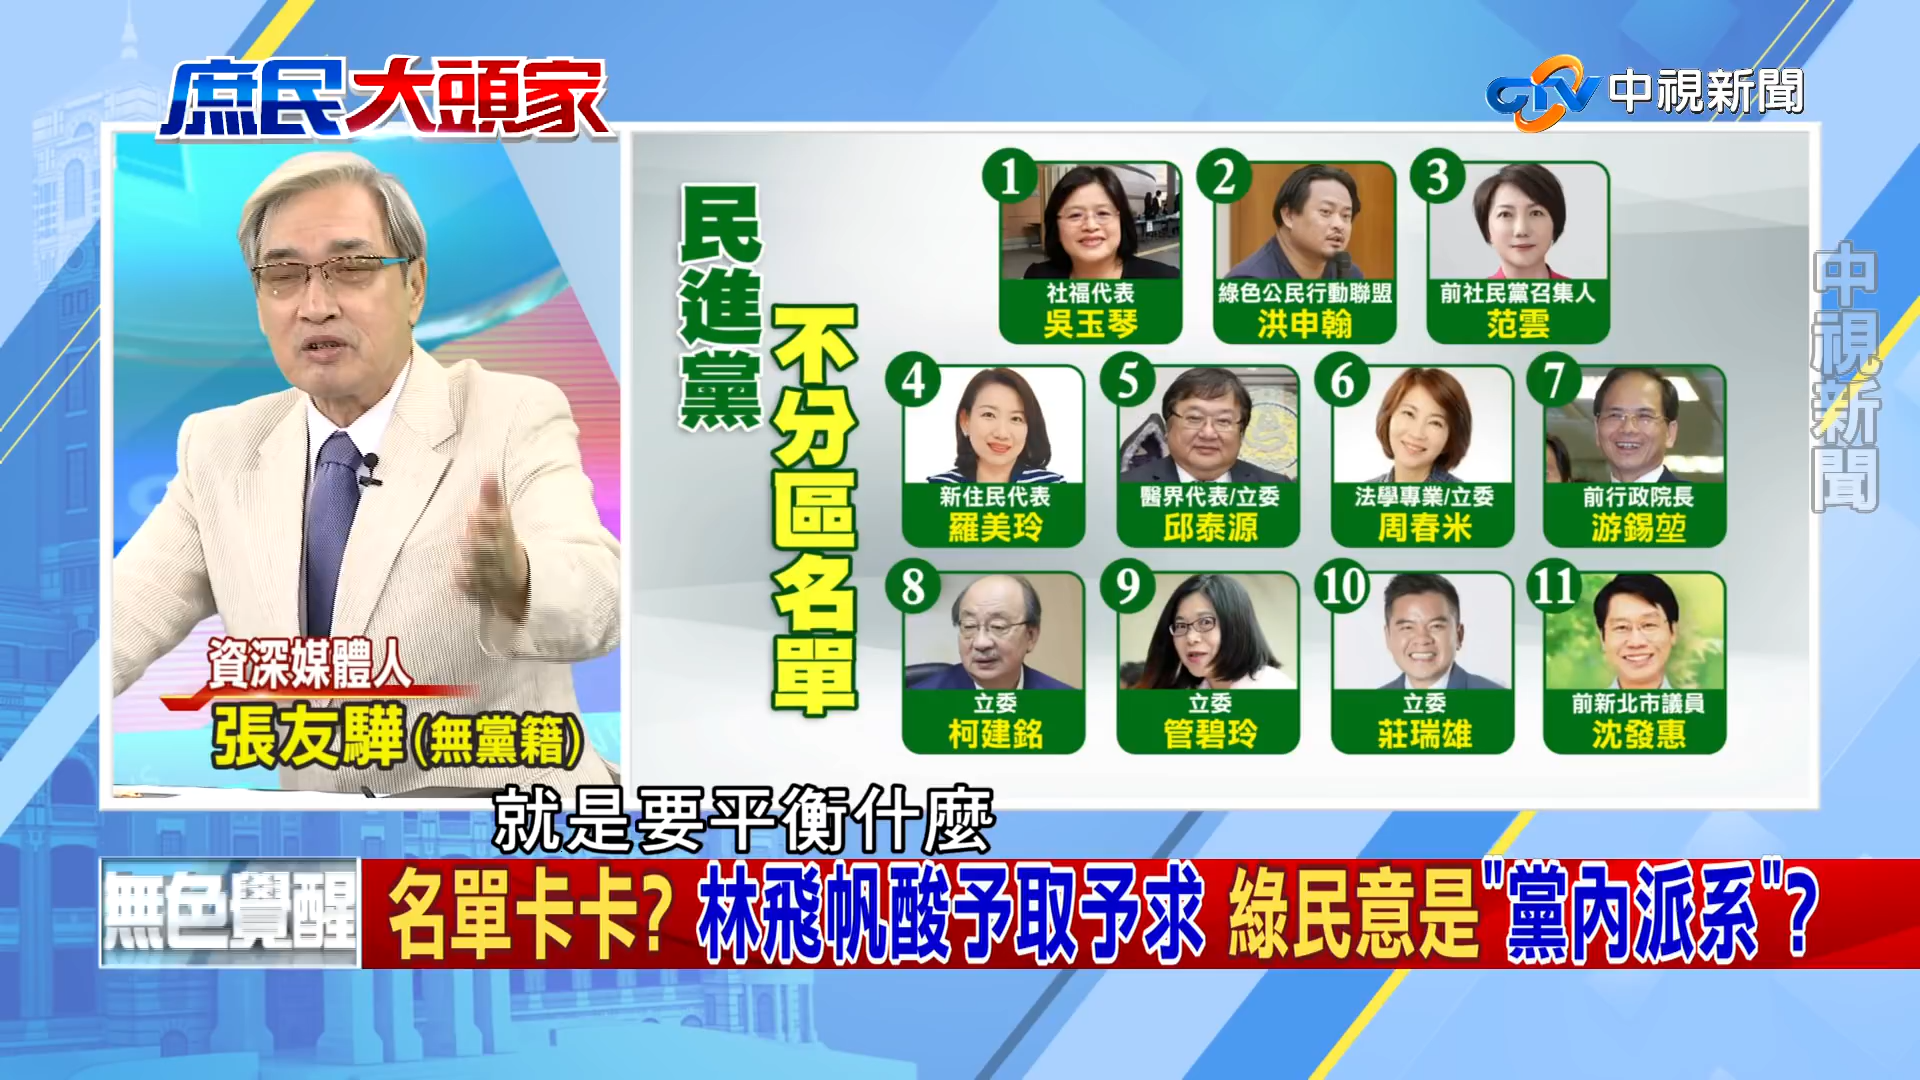 庶民大頭家
CTV中視新聞
中視新聞
民進黨
不分區名單
1
社福代表
吳玉琴
2
綠色公民行動聯盟
洪申翰
3
前社民黨召集人
范雲
4
新住民代表
羅美玲
5
醫界代表/立委
邱泰源
6
法學專業/立委
周春米
7
前行政院長
游錫堃
8
立委
柯建銘
9
立委
管碧玲
10
立委
莊瑞雄
11
前新北市議員
沈發惠
資深媒體人
張友驊(無黨籍)
就是要平衡什麼
無色覺醒
名單卡卡? 林飛帆酸予取予求 綠民意是"黨內派系"?